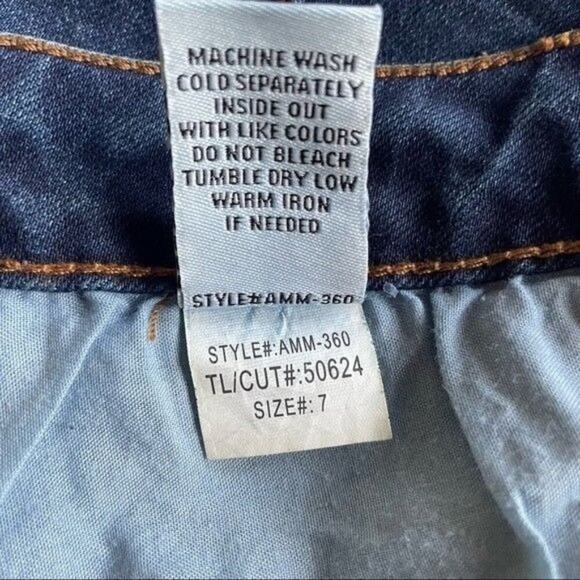 MACHINE WASH
COLD SEPARATELY
INSIDE OUT
WITH LIKE COLORS
DO NOT BLEACH
TUMBLE DRY LOW
WARM IRON
IF NEEDED
STYLE#:AMM-360
STYLE#:AMM-360
TL/CUT#:50624
SIZE#: 7